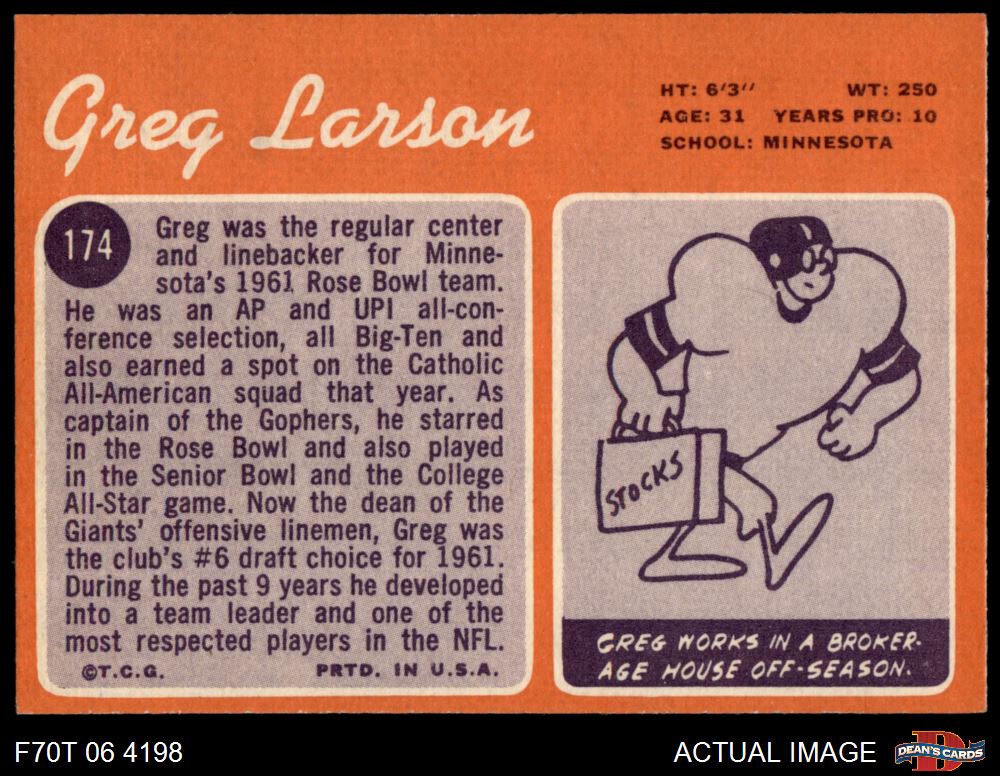 Greg Larson
HT: 6'3" WT: 250
AGE: 31 YEARS PRO: 10
SCHOOL: MINNESOTA
174
Greg was the regular center
and linebacker for Minne-
sota's 1961 Rose Bowl team.
He was an AP and UPI all-con-
ference selection, all Big-Ten and
also earned a spot on the Catholic
All-American squad that year. As
captain of the Gophers, he starred
in the Rose Bowl and also played
in the Senior Bowl and the College
All-Star game. Now the dean of the
Giants' offensive linemen, Greg was
the club's #6 draft choice for 1961.
During the past 9 years he developed
into a team leader and one of the
most respected players in the NFL.
©T.C.G. PRTD. IN U.S.A.
STOCKS
GREG WORKS IN A BROKER-
AGE HOUSE OFF-SEASON.
F70T 06 4198
ACTUAL IMAGE
D
DEAN'S CARDS